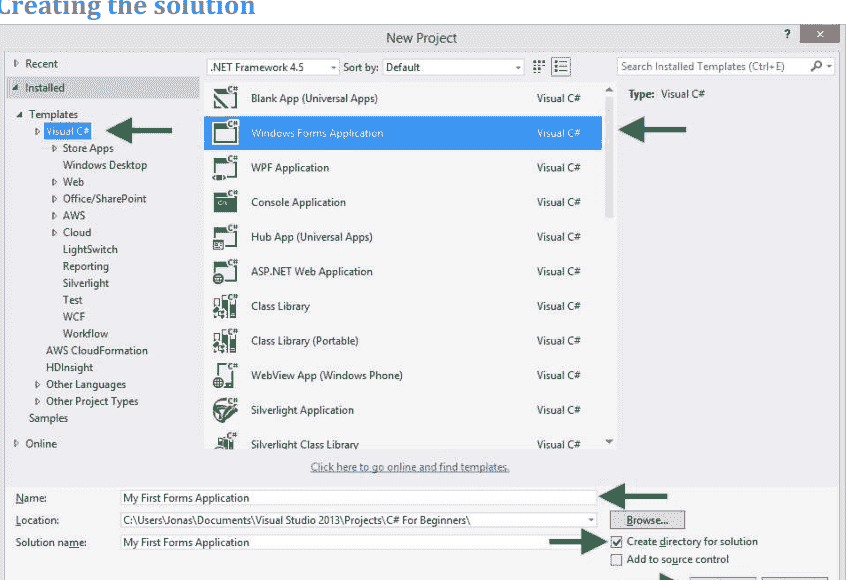 Creating the solution
New Project
?
Recent
.NET Framework 4.5
Sort by:
Default
Search Installed Templates (Ctrl+E)
Installed
Templates
Visual C#
Store Apps
Windows Desktop
Web
Office/SharePoint
AWS
Cloud
LightSwitch
Reporting
Silverlight
Test
WCF
Workflow
AWS CloudFormation
HDInsight
Other Languages
Other Project Types
Samples
Online
Blank App (Universal Apps) Visual C#
Windows Forms Application Visual C#
WPF Application Visual C#
Console Application Visual C#
Hub App (Universal Apps) Visual C#
ASP.NET Web Application Visual C#
Class Library Visual C#
Class Library (Portable) Visual C#
WebView App (Windows Phone) Visual C#
Silverlight Application Visual C#
Silverlight Class Library Visual C#
Type: Visual C#
Click here to go online and find templates.
Name: My First Forms Application
Location: C:\Users\Jonas\Documents\Visual Studio 2013\Projects\C# For Beginners\ Browse...
Solution name: My First Forms Application
Create directory for solution
Add to source control